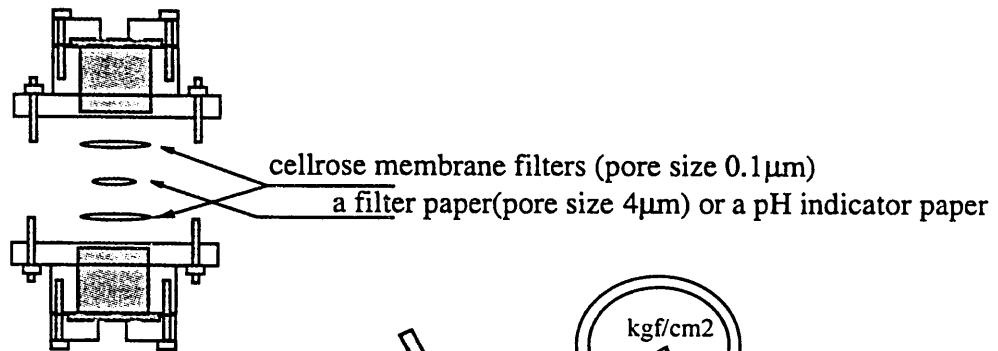 cellrose membrane filters (pore size 0.1μm)
a filter paper(pore size 4μm) or a pH indicator paper
kgf/cm2